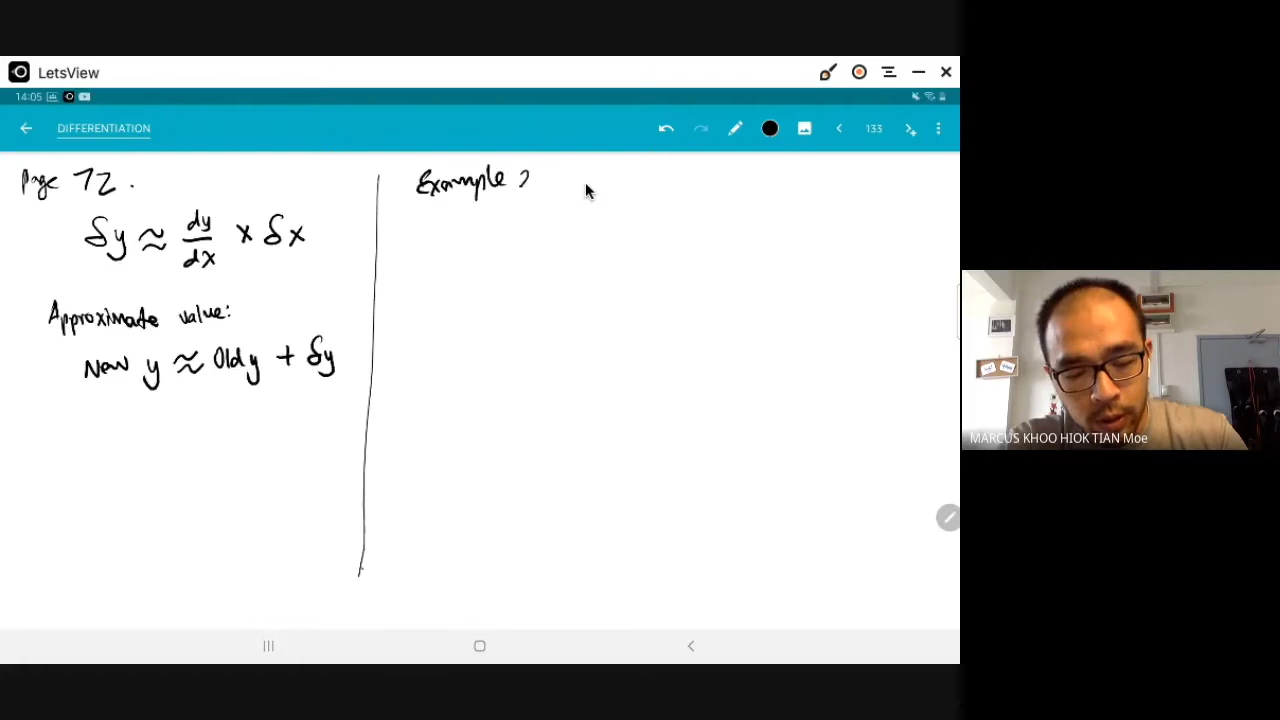 LetsView
14:05
DIFFERENTIATION
133
Page 72.
δy ≈ dy/dx × δx
Approximate value:
New y ≈ Old y + δy
Example 2
MARCUS KHOO HIOK TIAN Moe